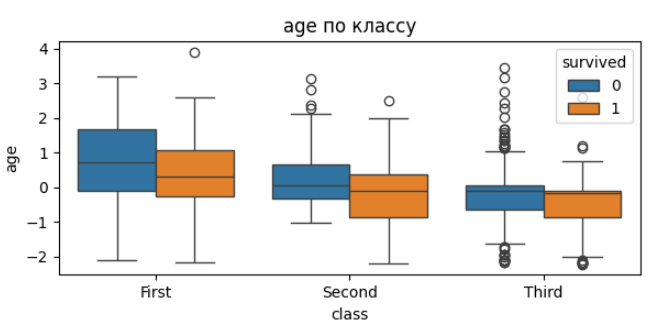 age по классу
4
3
2
1
0
−1
−2
age
survived
0
1
First Second Third
class